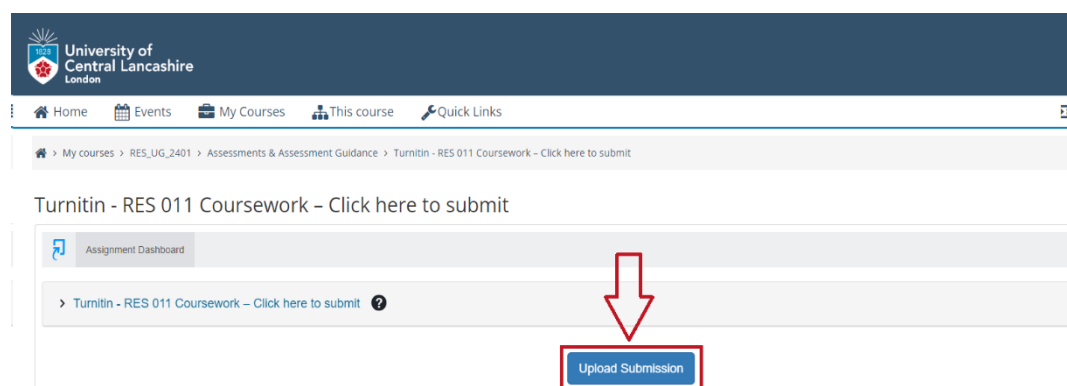 1828
University of
Central Lancashire
London
Home Events My Courses This course Quick Links
> My courses > RES_UG_2401 > Assessments & Assessment Guidance > Turnitin - RES 011 Coursework – Click here to submit
Turnitin - RES 011 Coursework – Click here to submit
Assignment Dashboard
> Turnitin - RES 011 Coursework – Click here to submit ?
Upload Submission